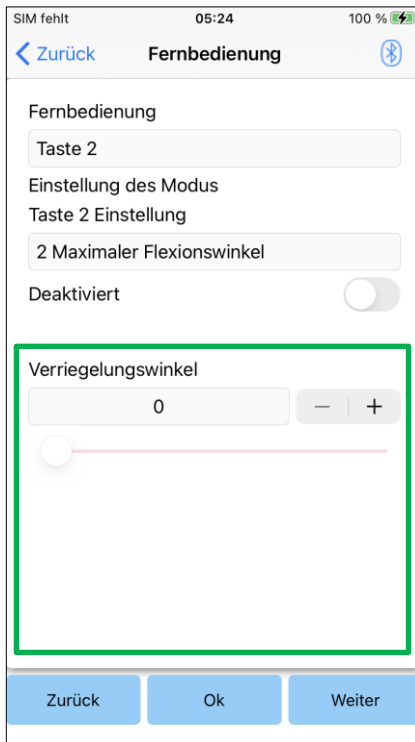 SIM fehlt 05:24 100 %
Zurück Fernbedienung
Fernbedienung
Taste 2
Einstellung des Modus
Taste 2 Einstellung
2 Maximaler Flexionswinkel
Deaktiviert
Verriegelungswinkel
0 − +
Zurück Ok Weiter